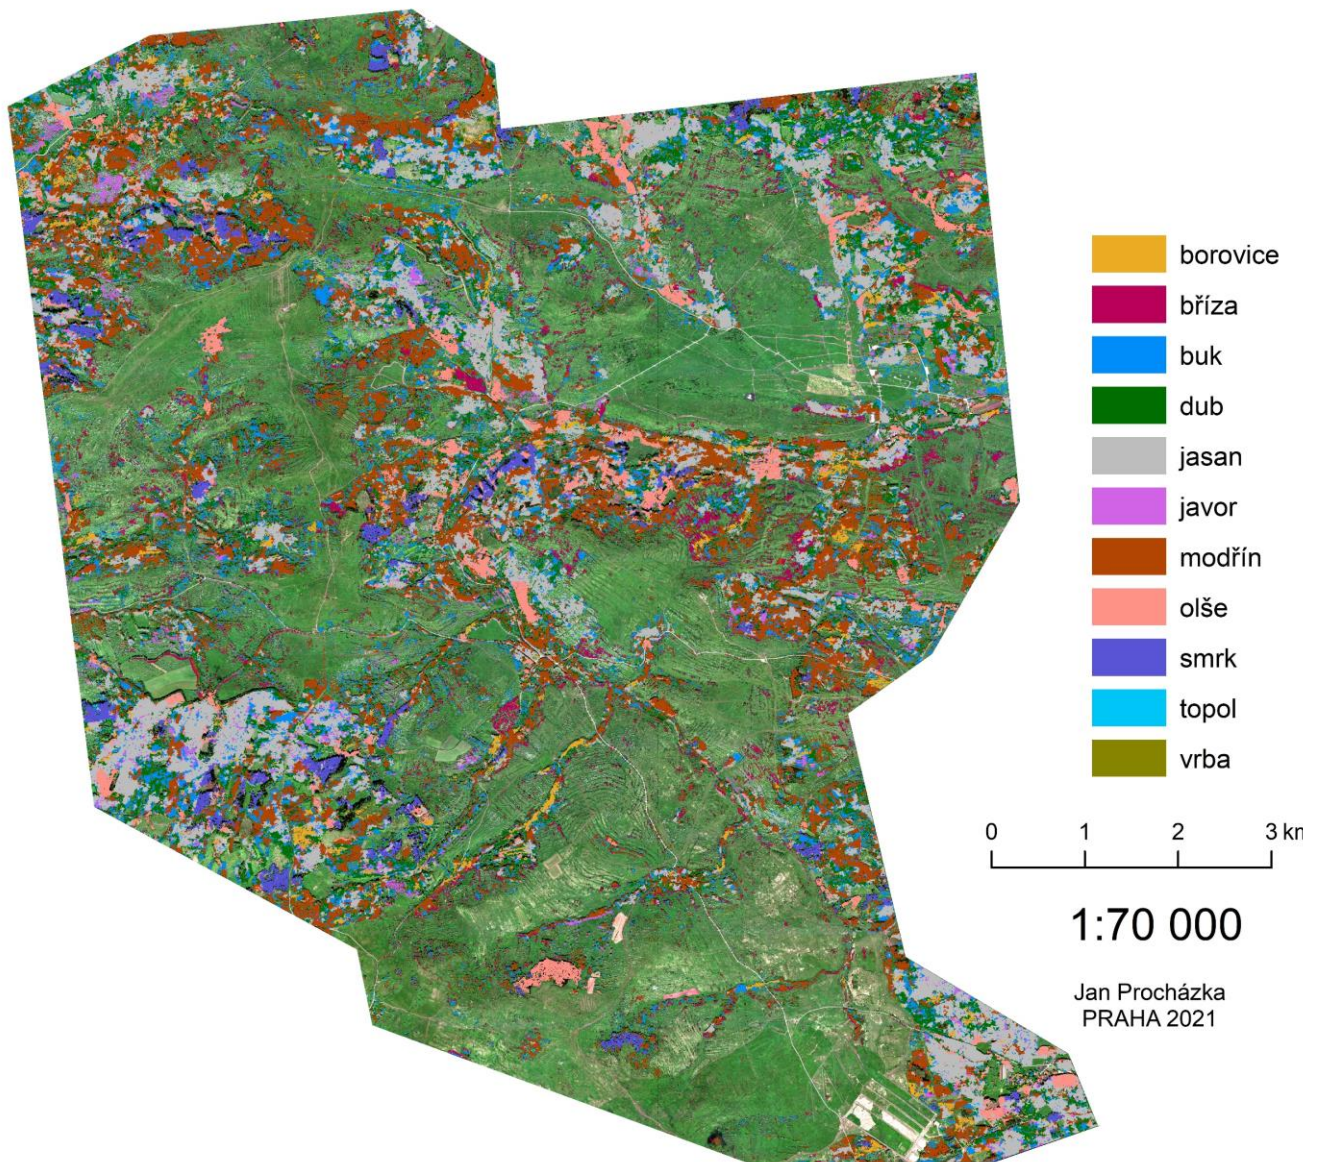 borovice
bříza
buk
dub
jasan
javor
modřín
olše
smrk
topol
vrba
0 1 2 3 km
1:70 000
Jan Procházka
PRAHA 2021